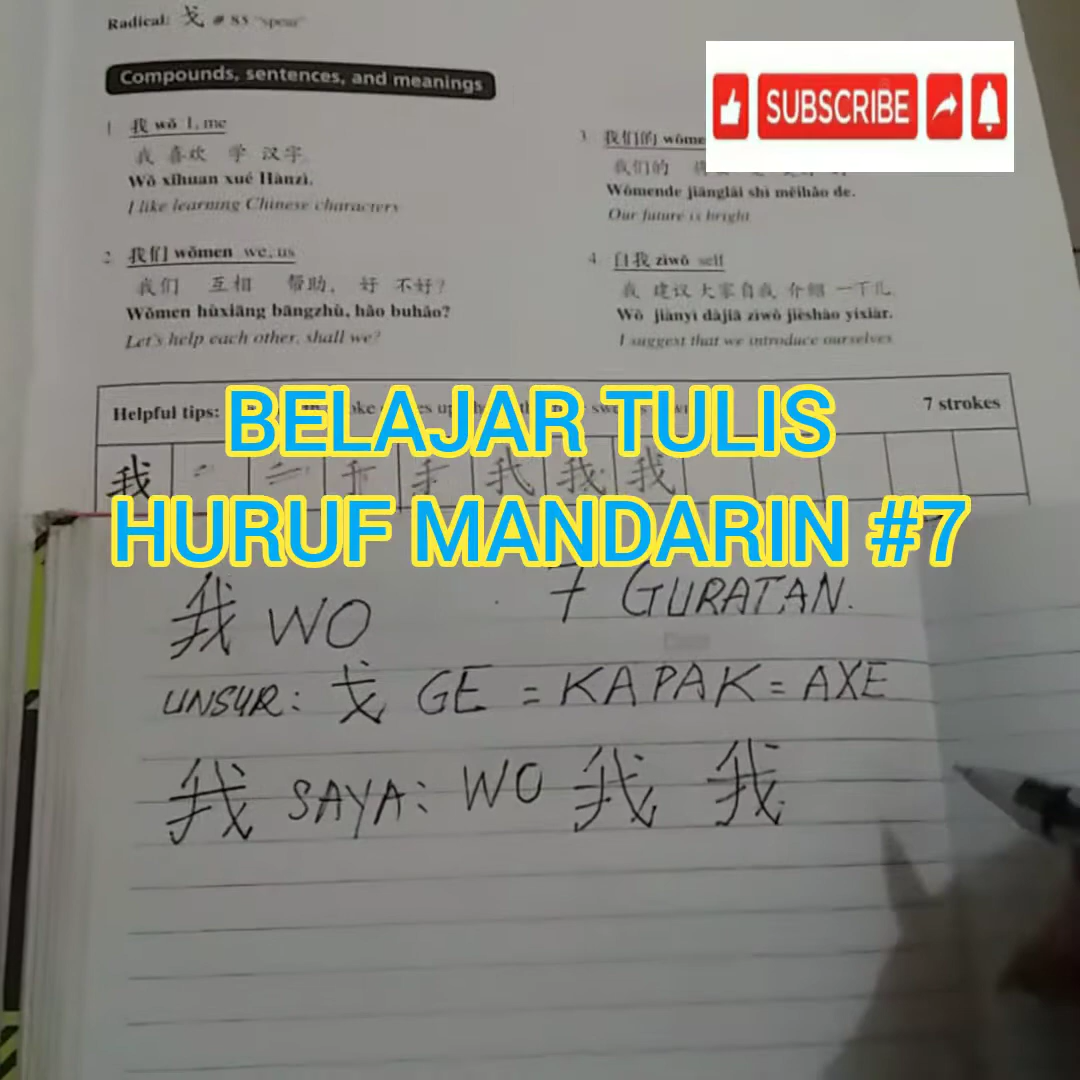 Radical: 戈 # 85 "spear"
Compounds, sentences, and meanings
SUBSCRIBE
1 我 wǒ I, me
我 喜欢 学 汉字
Wǒ xǐhuan xué Hànzì.
I like learning Chinese characters
2 我们 wǒmen we, us
我们 互相 帮助, 好 不好?
Wǒmen hùxiāng bāngzhù, hǎo buhǎo?
Let's help each other, shall we?
3 我们的 wǒme
我们的
Wǒmende jiānglái shì měihǎo de.
Our future is bright
4 自我 zìwǒ self
我 建议 大家 自我 介绍 一下儿
Wǒ jiànyì dàjiā zìwǒ jièshào yíxiàr.
I suggest that we introduce ourselves
Helpful tips: 7 strokes
我
BELAJAR TULIS
HURUF MANDARIN #7
我 WO 7 GURATAN.
UNSUR: 戈 GE = KAPAK = AXE
我 SAYA: WO 我 我